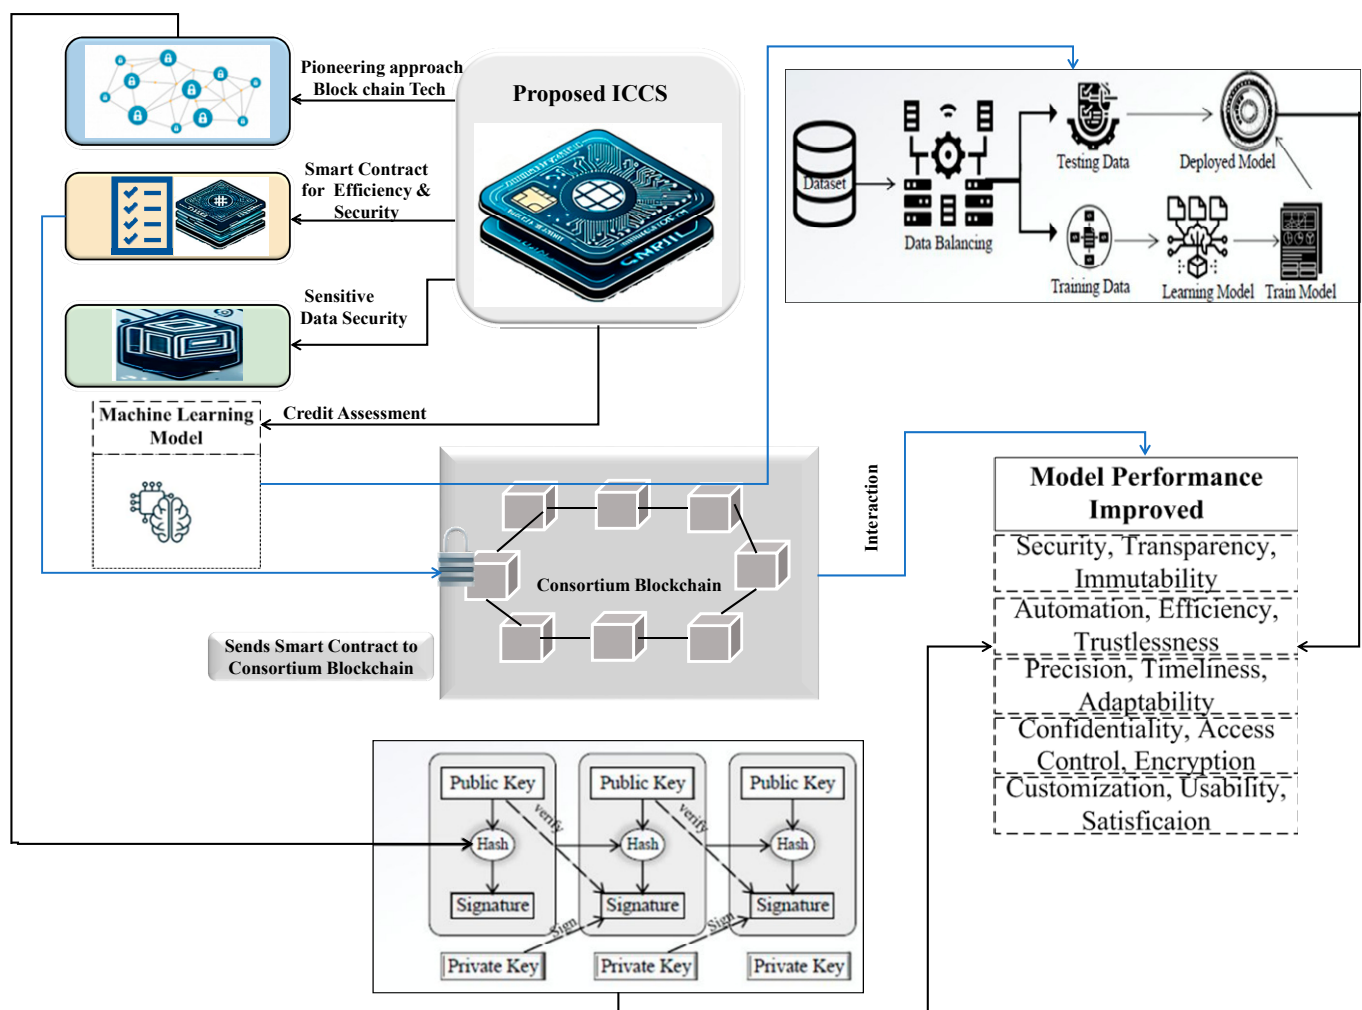 Pioneering approach
Block chain Tech
Proposed ICCS
Smart Contract
for Efficiency &
Security
Sensitive
Data Security
Credit Assessment
Machine Learning
Model
Dataset
Data Balancing
Testing Data
Deployed Model
Training Data
Learning Model
Train Model
Consortium Blockchain
Interaction
Sends Smart Contract to
Consortium Blockchain
Model Performance
Improved
Security, Transparency,
Immutability
Automation, Efficiency,
Trustlessness
Precision, Timeliness,
Adaptability
Confidentiality, Access
Control, Encryption
Customization, Usability,
Satisficaion
Public Key
Public Key
Public Key
verify
verify
Hash
Hash
Hash
Signature
Signature
Signature
Sign
Sign
Private Key
Private Key
Private Key